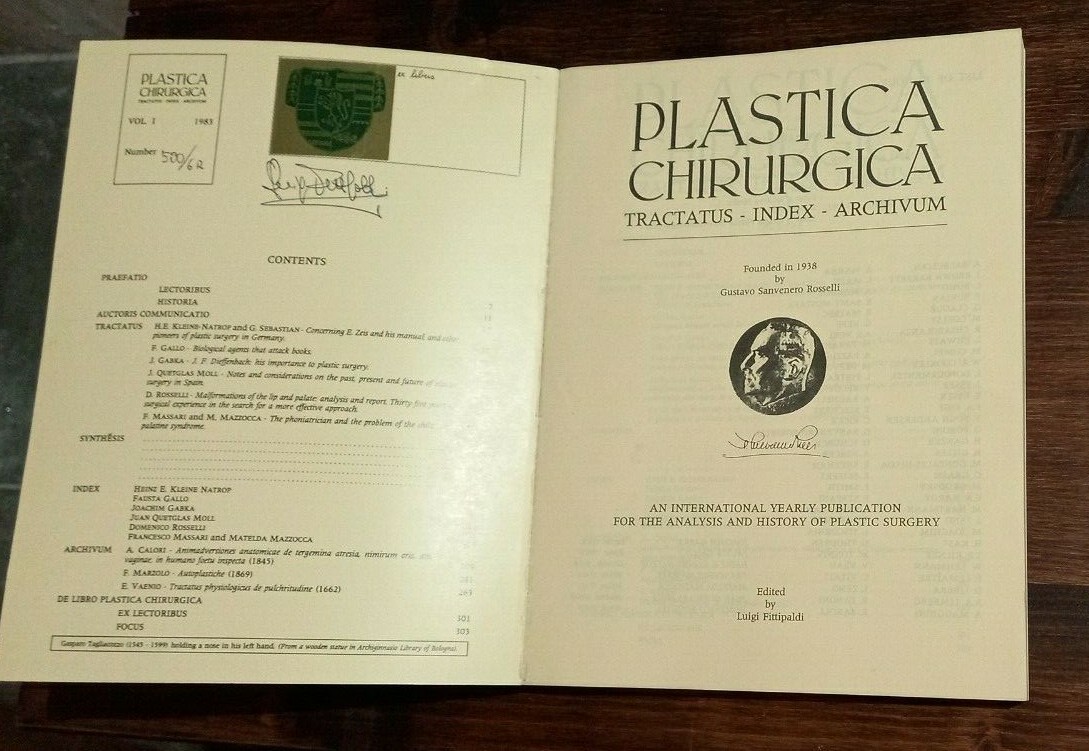 PLASTICA
CHIRURGICA
TRACTATUS - INDEX - ARCHIVUM
VOL. I 1983
Number 500/62
ex libris
CONTENTS
PRAEFATIO
LECTORIBUS
HISTORIA
AUCTORIS COMMUNICATIO
TRACTATUS H.E. KLEINE-NATROP and G. SEBASTIAN - Concerning E. Zeis and his manual, and other
pioneers of plastic surgery in Germany.
F. GALLO - Biological agents that attack books.
J. GABKA - J. F. Dieffenbach: his importance to plastic surgery.
J. QUETGLAS MOLL - Notes and considerations on the past, present and future of
surgery in Spain.
D. ROSSELLI - Malformations of the lip and palate: analysis and report. Thirty-five
surgical experience in the search for a more effective approach.
F. MASSARI and M. MAZZOCCA - The phoniatrician and the problem of the
palatine syndrome.
SYNTHĒSIS
INDEX HEINZ E. KLEINE NATROP
FAUSTA GALLO
JOACHIM GABKA
JUAN QUETGLAS MOLL
DOMENICO ROSSELLI
FRANCESCO MASSARI and MATELDA MAZZOCCA
ARCHIVUM A. CALORI - Animadversiones anatomicae de tergemina atresia, nimirum
vaginae, in humano foetu inspecta (1845)
F. MARZOLO - Autoplastiche (1869)
E. VAENIO - Tractatus physiologicus de pulchritudine (1662)
DE LIBRO PLASTICA CHIRURGICA
EX LECTORIBUS 301
FOCUS 303
Gaspare Tagliacozzo (1545 - 1599) holding a nose in his left hand. (From a wooden statue in Archiginnasio Library of Bologna).
PLASTICA
CHIRURGICA
TRACTATUS - INDEX - ARCHIVUM
Founded in 1938
by
Gustavo Sanvenero Rosselli
AN INTERNATIONAL YEARLY PUBLICATION
FOR THE ANALYSIS AND HISTORY OF PLASTIC SURGERY
Edited
by
Luigi Fittipaldi